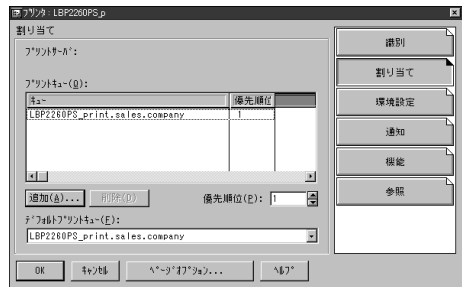 プリンタ : LBP2260PS_p
割り当て
プリントサーバ:
プリントキュー(Q):
キュー 優先順位
LBP2260PS_print.sales.company 1
追加(A)... 削除(D) 優先順位(P): 1
デフォルトプリントキュー(F):
LBP2260PS_print.sales.company
OK キャンセル ページオプション... ヘルプ
識別
割り当て
環境設定
通知
機能
参照